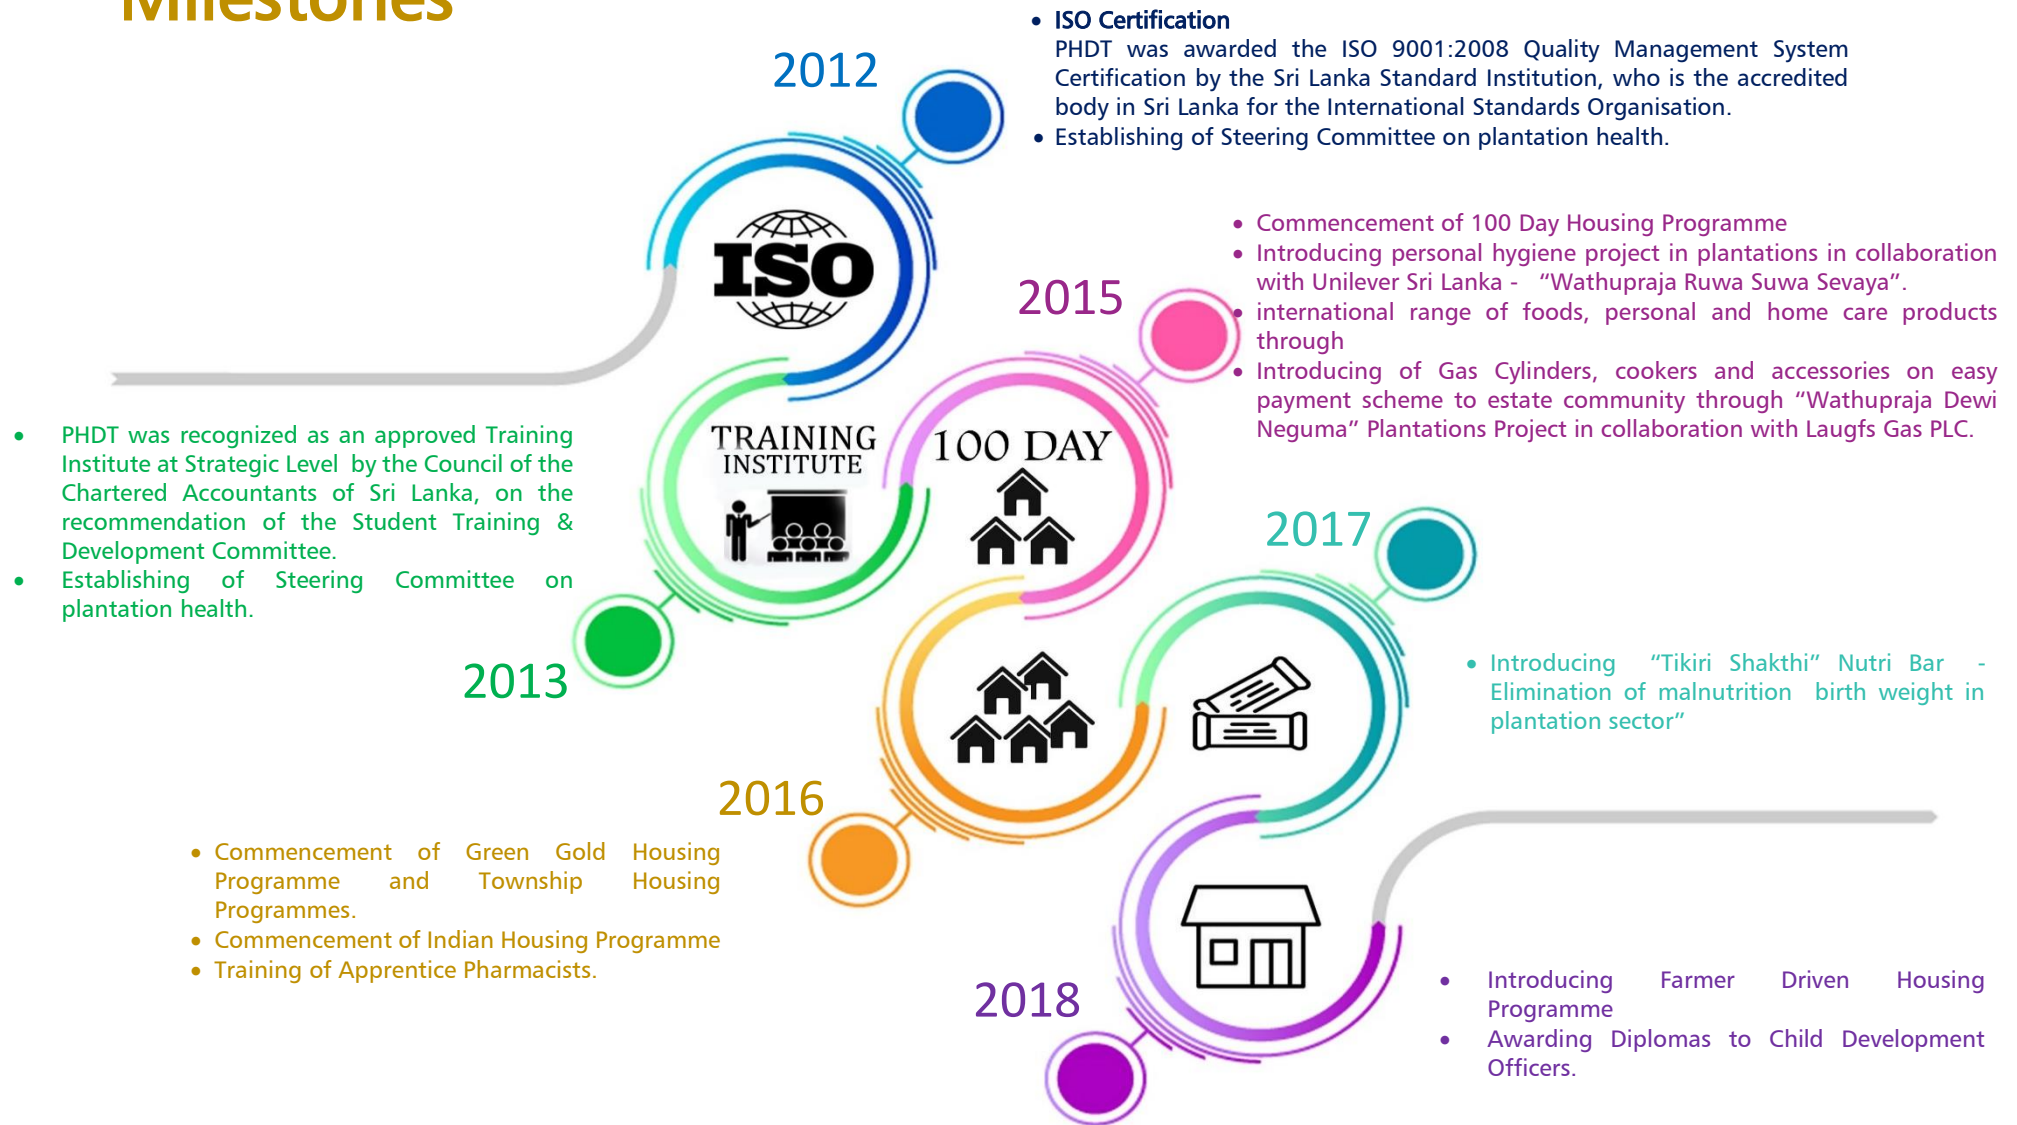 Milestones
2012
• ISO Certification
PHDT was awarded the ISO 9001:2008 Quality Management System
Certification by the Sri Lanka Standard Institution, who is the accredited
body in Sri Lanka for the International Standards Organisation.
• Establishing of Steering Committee on plantation health.
ISO
2015
• Commencement of 100 Day Housing Programme
• Introducing personal hygiene project in plantations in collaboration
with Unilever Sri Lanka - “Wathupraja Ruwa Suwa Sevaya”.
• international range of foods, personal and home care products
through
• Introducing of Gas Cylinders, cookers and accessories on easy
payment scheme to estate community through “Wathupraja Dewi
Neguma” Plantations Project in collaboration with Laugfs Gas PLC.
• PHDT was recognized as an approved Training
Institute at Strategic Level by the Council of the
Chartered Accountants of Sri Lanka, on the
recommendation of the Student Training &
Development Committee.
• Establishing of Steering Committee on
plantation health.
TRAINING
INSTITUTE
100 DAY
2013
2017
• Introducing “Tikiri Shakthi” Nutri Bar -
Elimination of malnutrition birth weight in
plantation sector”
2016
• Commencement of Green Gold Housing
Programme and Township Housing
Programmes.
• Commencement of Indian Housing Programme
• Training of Apprentice Pharmacists.
2018
• Introducing Farmer Driven Housing
Programme
• Awarding Diplomas to Child Development
Officers.